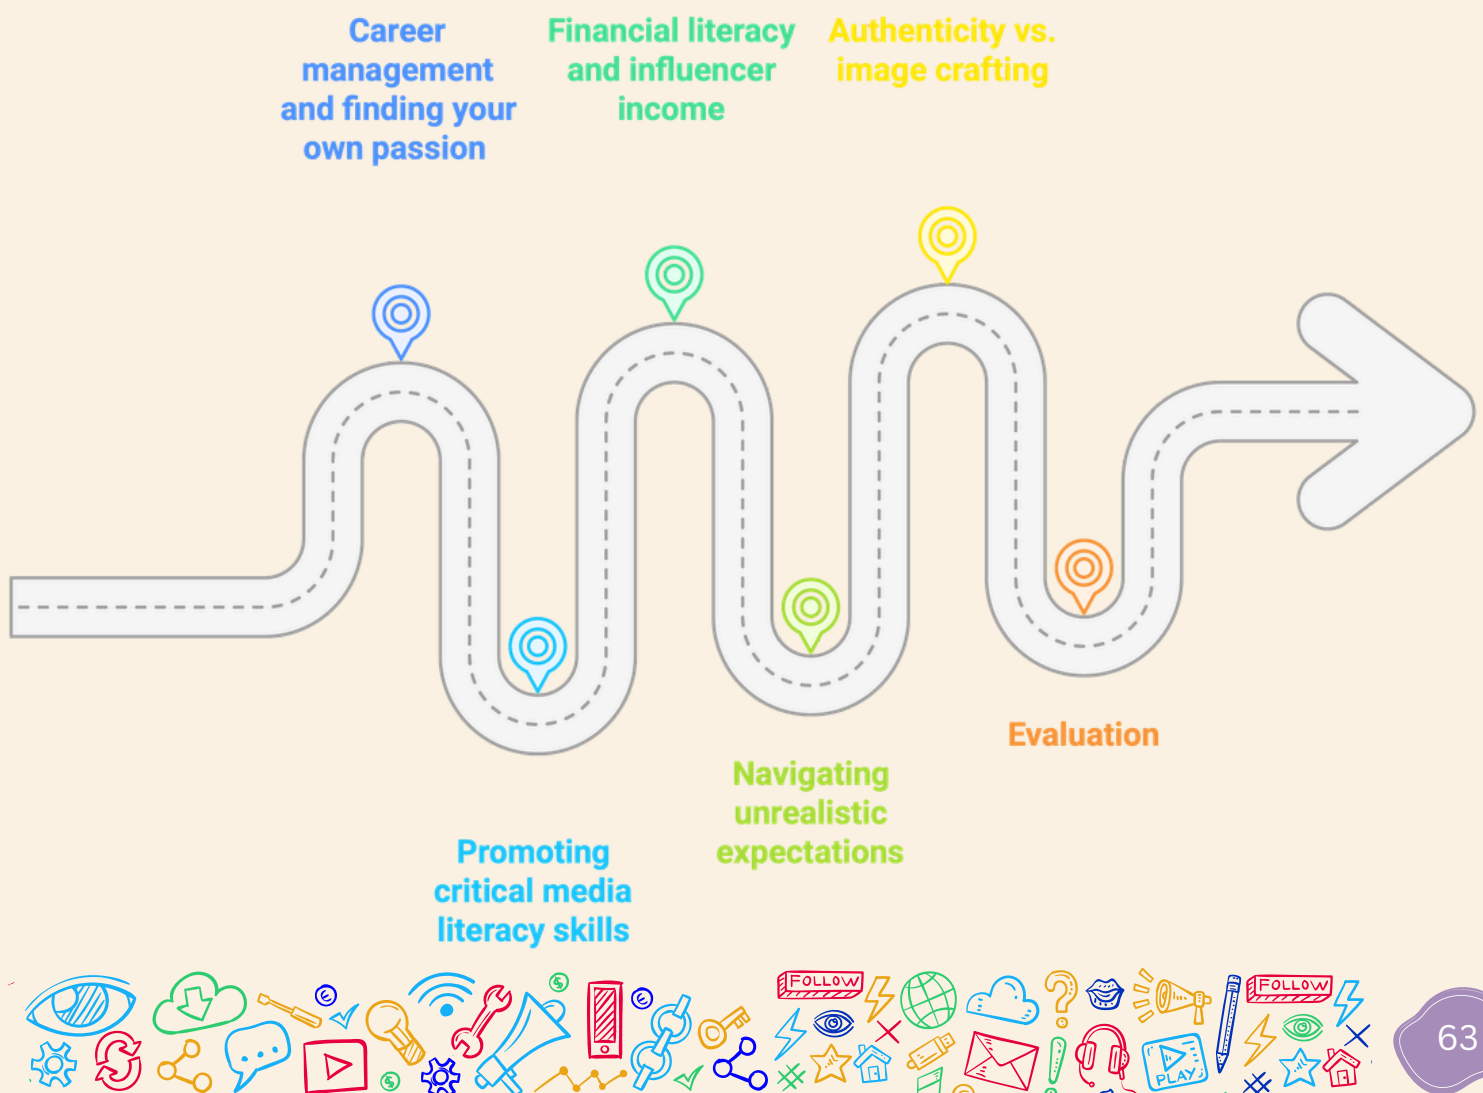 Career
management
and finding your
own passion
Financial literacy
and influencer
income
Authenticity vs.
image crafting
Promoting
critical media
literacy skills
Navigating
unrealistic
expectations
Evaluation
FOLLOW
FOLLOW
PLAY
63